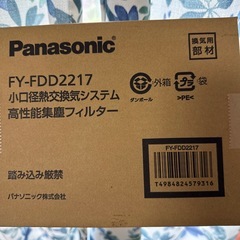 Panasonic
換気用
部材
FY-FDD2217
小口径熱交換気システム
高性能集塵フィルター
外箱
ダンボール
袋
>PE<
FY-FDD2217
踏み込み厳禁
パナソニック株式会社
7498482457931 6